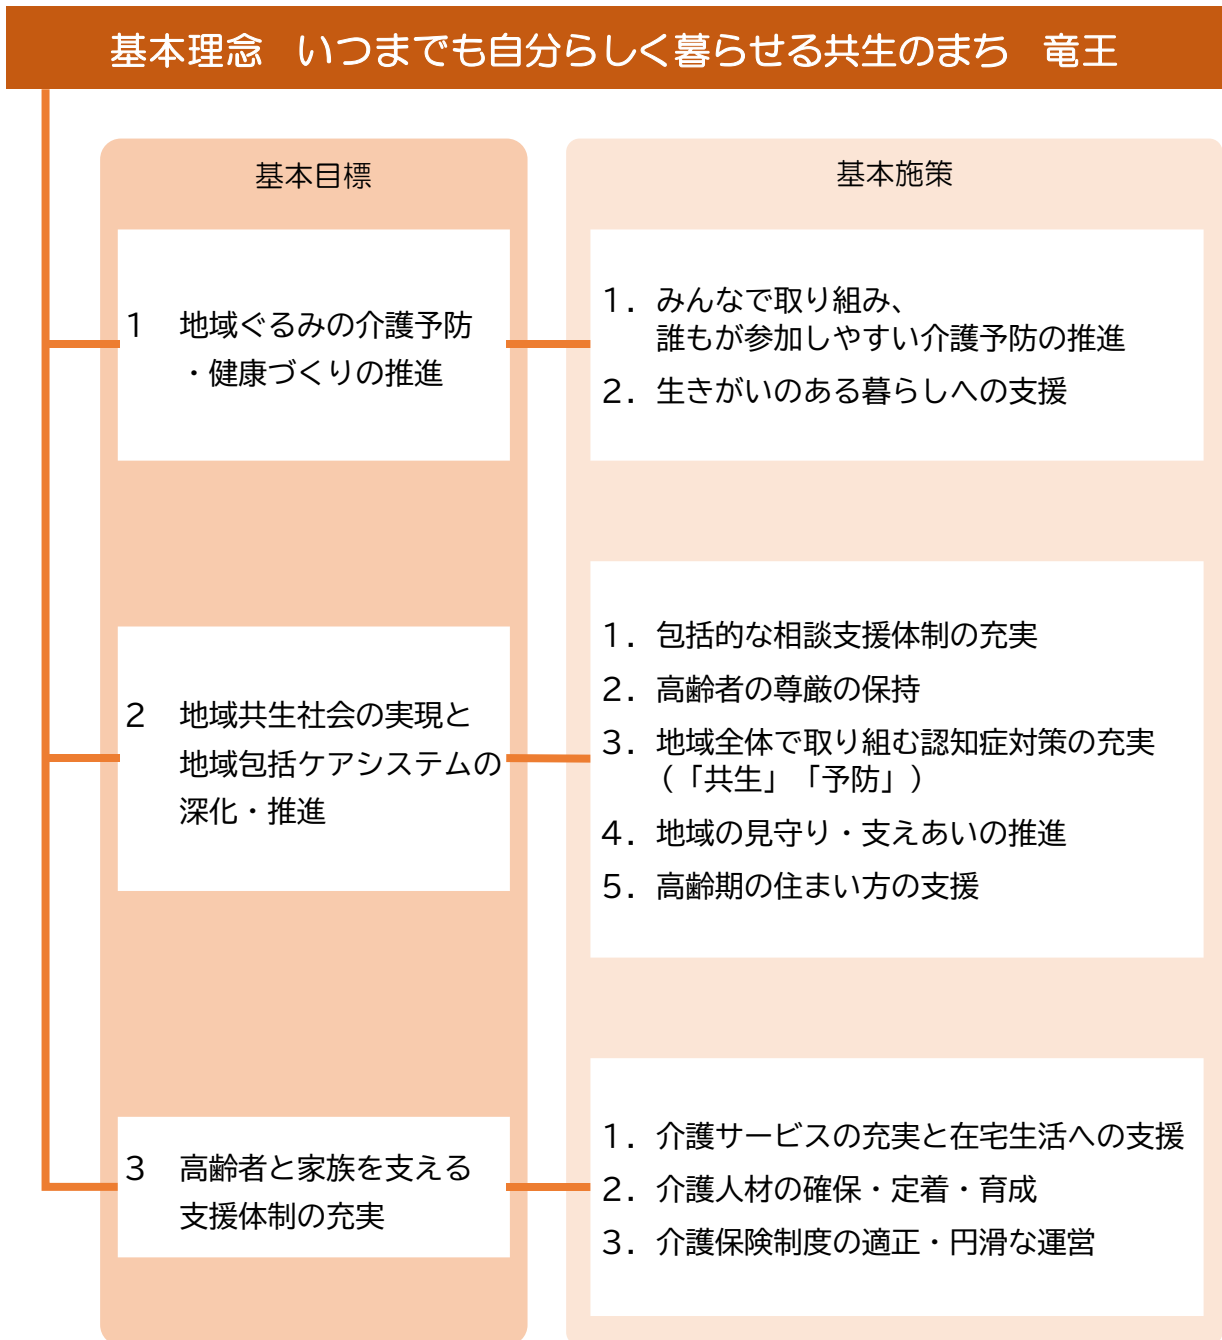 基本理念　いつまでも自分らしく暮らせる共生のまち　竜王
基本目標
基本施策
1　地域ぐるみの介護予防
・健康づくりの推進
1．みんなで取り組み、
誰もが参加しやすい介護予防の推進
2．生きがいのある暮らしへの支援
2　地域共生社会の実現と
地域包括ケアシステムの
深化・推進
1．包括的な相談支援体制の充実
2．高齢者の尊厳の保持
3．地域全体で取り組む認知症対策の充実
（「共生」「予防」）
4．地域の見守り・支えあいの推進
5．高齢期の住まい方の支援
3　高齢者と家族を支える
支援体制の充実
1．介護サービスの充実と在宅生活への支援
2．介護人材の確保・定着・育成
3．介護保険制度の適正・円滑な運営